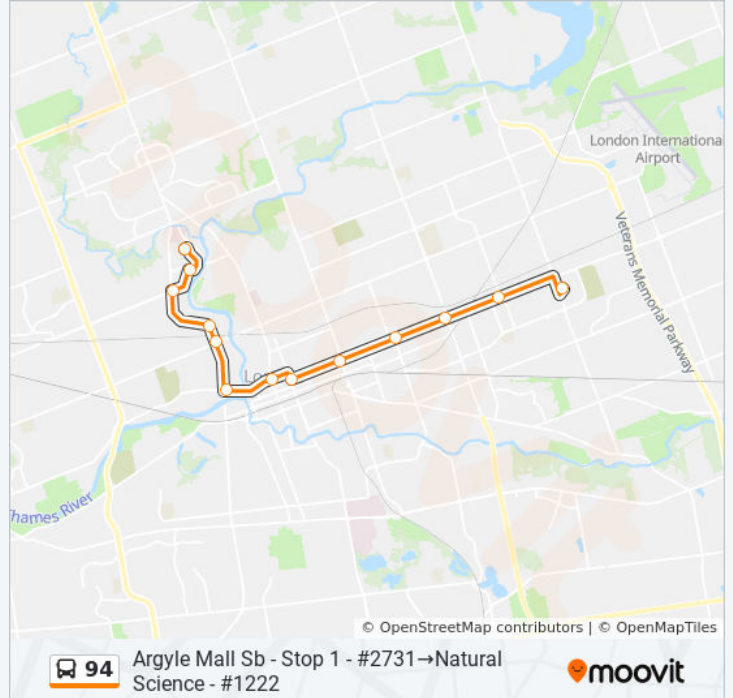 London Internationa
Airport
Veterans Memorial Parkway
Lo
Thames River
© OpenStreetMap contributors | © OpenMapTiles
94
Argyle Mall Sb - Stop 1 - #2731→Natural
Science - #1222
moovit